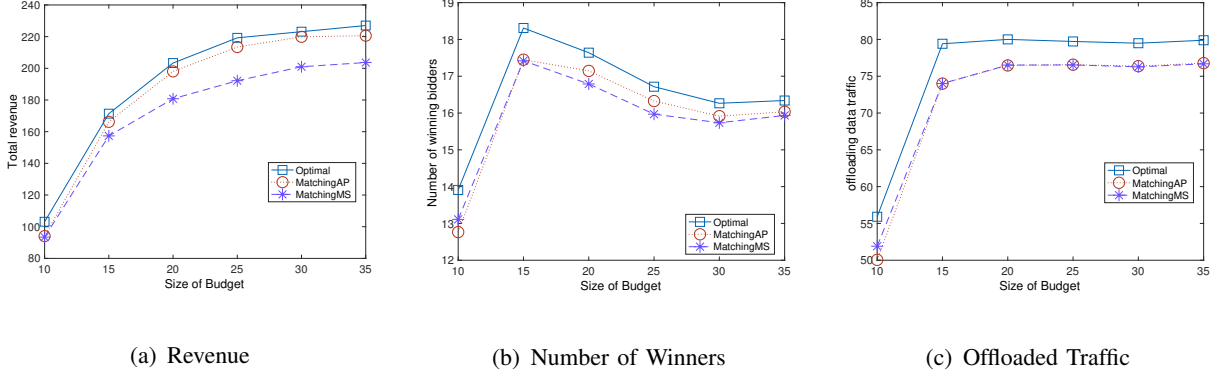 240
220
200
180
160
140
120
100
80
Total revenue
10 15 20 25 30 35
Size of Budget
Optimal
MatchingAP
MatchingMS
(a) Revenue
19
18
17
16
15
14
13
12
Number of winning bidders
10 15 20 25 30 35
Size of Budget
Optimal
MatchingAP
MatchingMS
(b) Number of Winners
85
80
75
70
65
60
55
50
offloading data traffic
10 15 20 25 30 35
Size of Budget
Optimal
MatchingAP
MatchingMS
(c) Offloaded Traffic